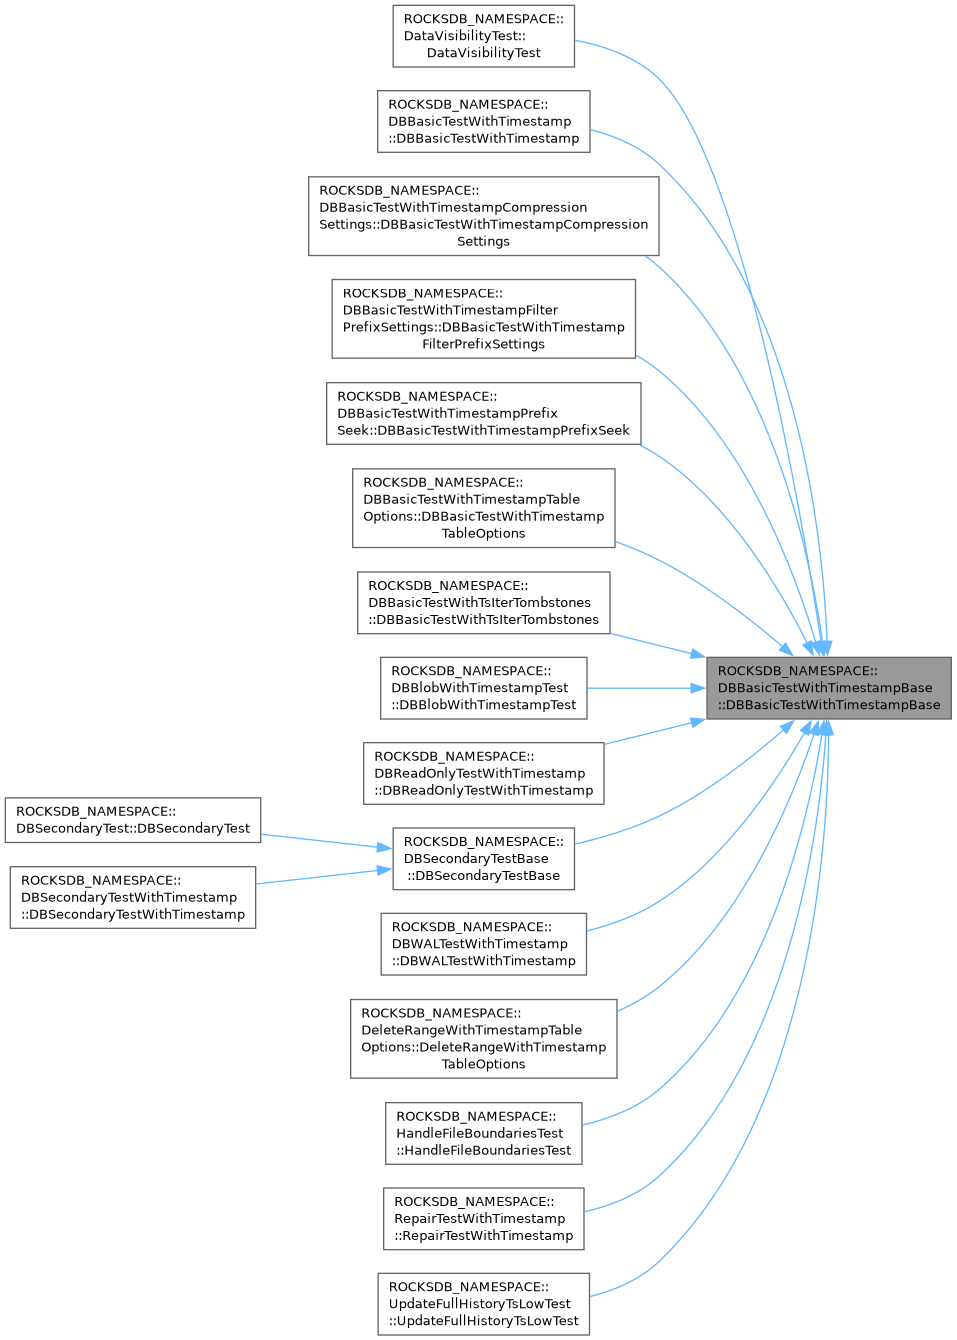 ROCKSDB_NAMESPACE::
DataVisibilityTest::
DataVisibilityTest
ROCKSDB_NAMESPACE::
DBBasicTestWithTimestamp
::DBBasicTestWithTimestamp
ROCKSDB_NAMESPACE::
DBBasicTestWithTimestampCompression
Settings::DBBasicTestWithTimestampCompression
Settings
ROCKSDB_NAMESPACE::
DBBasicTestWithTimestampFilter
PrefixSettings::DBBasicTestWithTimestamp
FilterPrefixSettings
ROCKSDB_NAMESPACE::
DBBasicTestWithTimestampPrefix
Seek::DBBasicTestWithTimestampPrefixSeek
ROCKSDB_NAMESPACE::
DBBasicTestWithTimestampTable
Options::DBBasicTestWithTimestamp
TableOptions
ROCKSDB_NAMESPACE::
DBBasicTestWithTsIterTombstones
::DBBasicTestWithTsIterTombstones
ROCKSDB_NAMESPACE::
DBBlobWithTimestampTest
::DBBlobWithTimestampTest
ROCKSDB_NAMESPACE::
DBBasicTestWithTimestampBase
::DBBasicTestWithTimestampBase
ROCKSDB_NAMESPACE::
DBReadOnlyTestWithTimestamp
::DBReadOnlyTestWithTimestamp
ROCKSDB_NAMESPACE::
DBSecondaryTest::DBSecondaryTest
ROCKSDB_NAMESPACE::
DBSecondaryTestBase
::DBSecondaryTestBase
ROCKSDB_NAMESPACE::
DBSecondaryTestWithTimestamp
::DBSecondaryTestWithTimestamp
ROCKSDB_NAMESPACE::
DBWALTestWithTimestamp
::DBWALTestWithTimestamp
ROCKSDB_NAMESPACE::
DeleteRangeWithTimestampTable
Options::DeleteRangeWithTimestamp
TableOptions
ROCKSDB_NAMESPACE::
HandleFileBoundariesTest
::HandleFileBoundariesTest
ROCKSDB_NAMESPACE::
RepairTestWithTimestamp
::RepairTestWithTimestamp
ROCKSDB_NAMESPACE::
UpdateFullHistoryTsLowTest
::UpdateFullHistoryTsLowTest